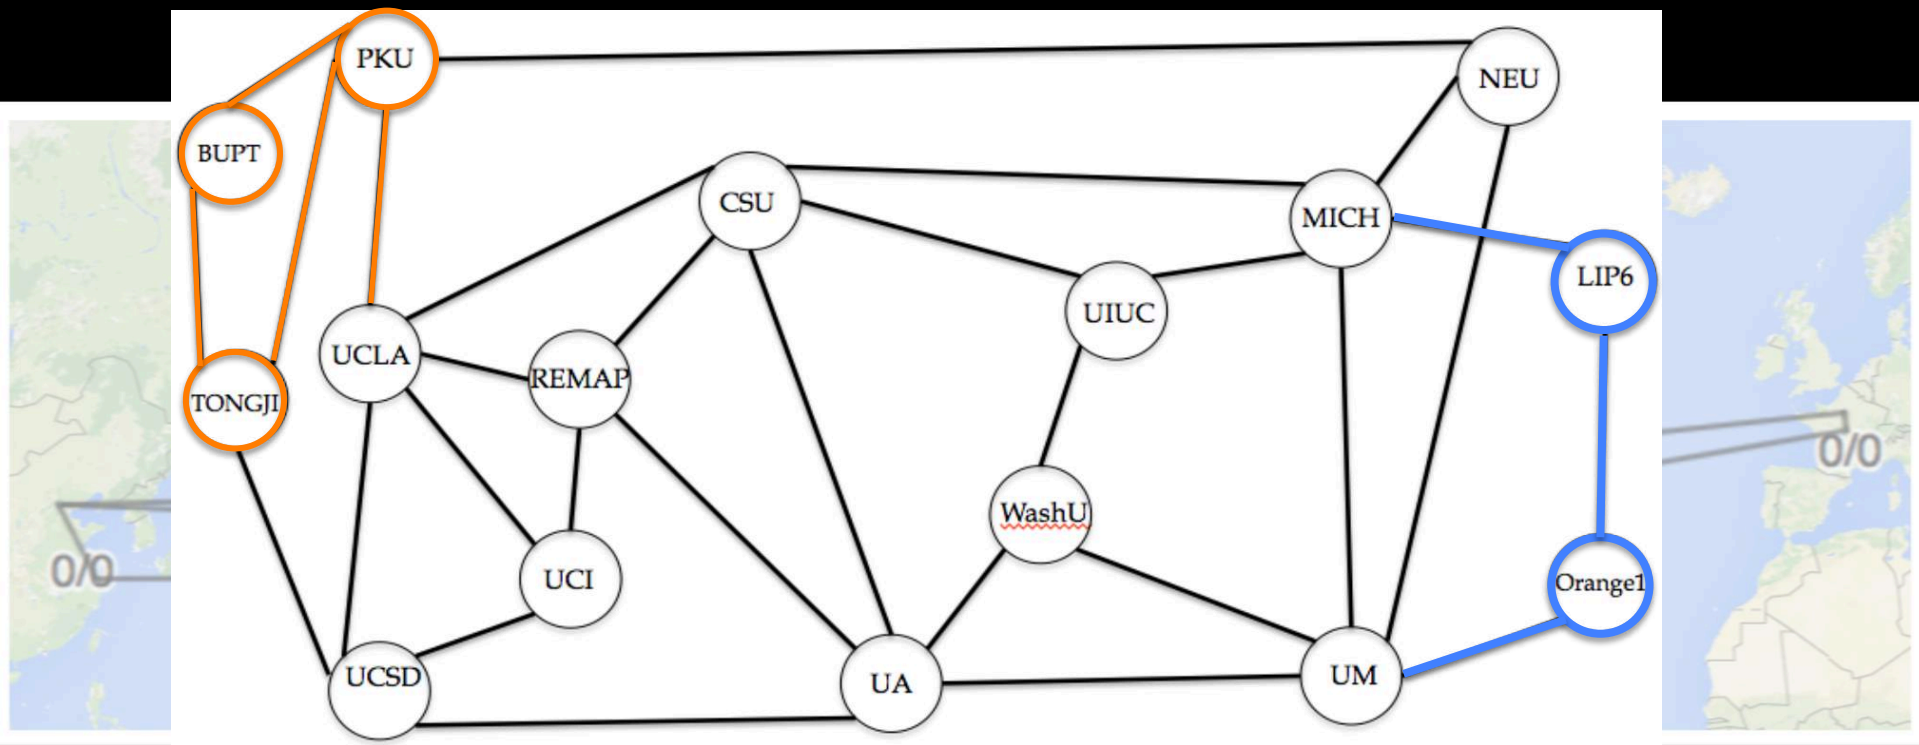 PKU
NEU
BUPT
CSU
MICH
LIP6
UIUC
UCLA
REMAP
TONGJI
0/0
WashU
0/0
UCI
Orange1
UCSD
UA
UM